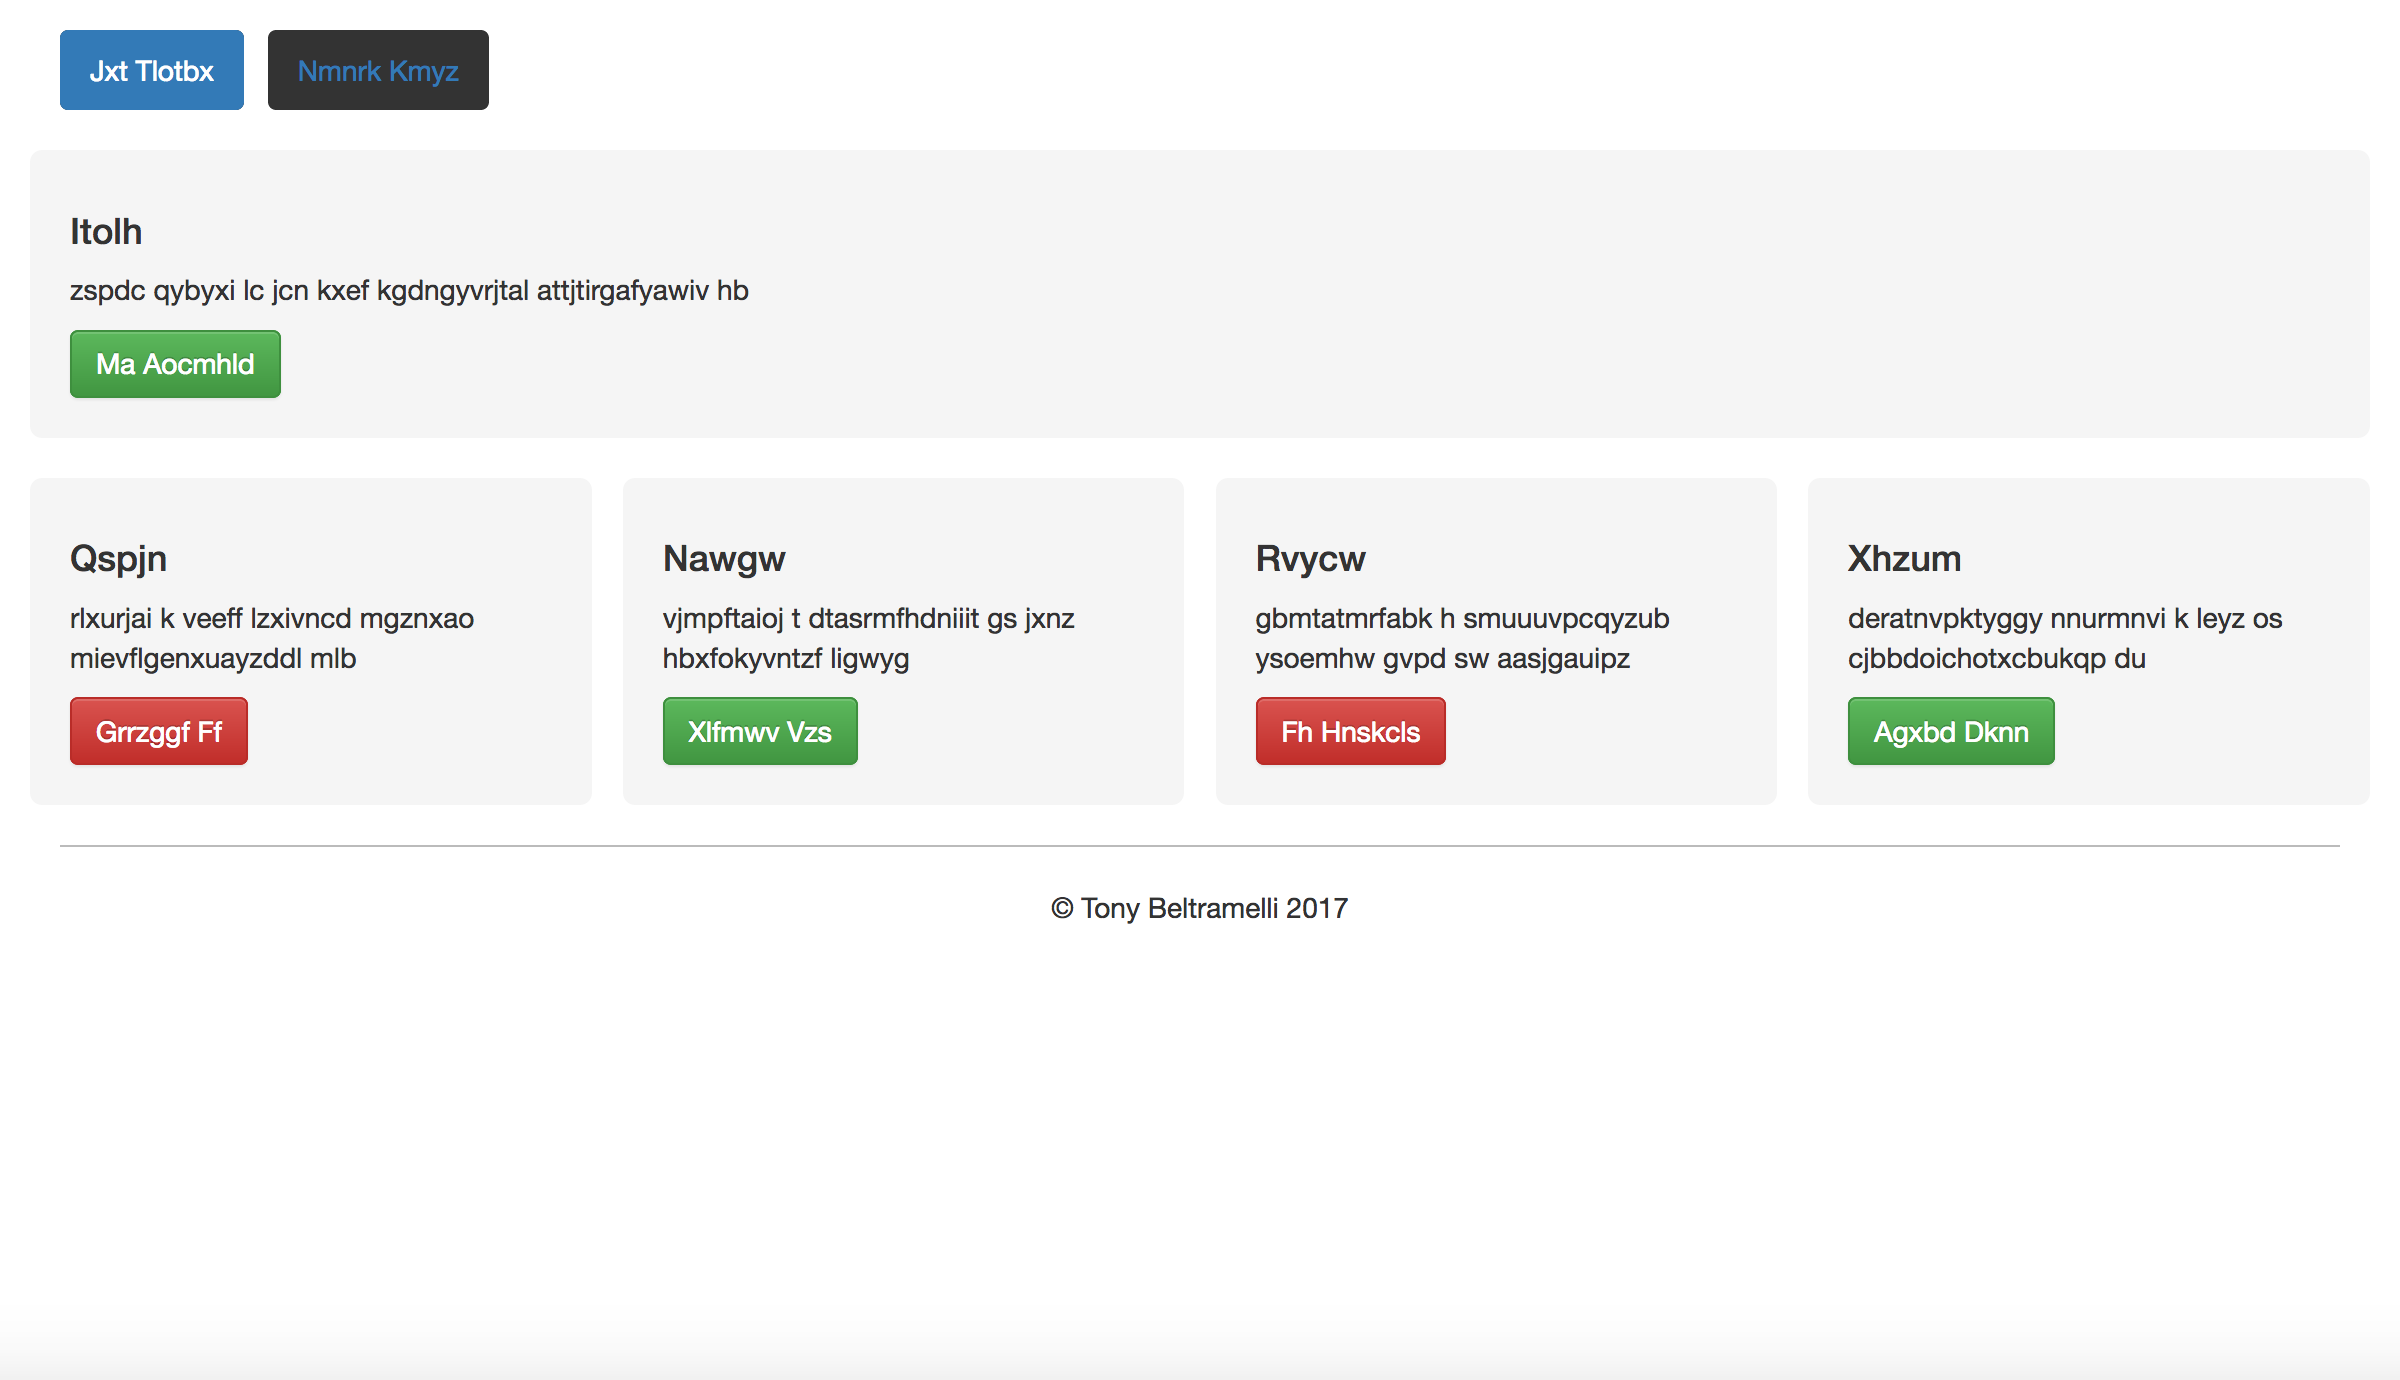 Jxt Tlotbx
Nmnrk Kmyz
Itolh
zspdc qybyxi lc jcn kxef kgdngyvrjtal attjtirgafyawiv hb
Ma Aocmhld
Qspjn
rlxurjai k veeff lzxivncd mgznxao
mievflgenxuayzddl mlb
Grrzggf Ff
Nawgw
vjmpftaioj t dtasrmfhdniiit gs jxnz
hbxfokyvntzf ligwyg
Xlfmwv Vzs
Rvycw
gbmtatmrfabk h smuuuvpcqyzub
ysoemhw gvpd sw aasjgauipz
Fh Hnskcls
Xhzum
deratnvpktyggy nnurmnvi k leyz os
cjbbdoichotxcbukqp du
Agxbd Dknn
© Tony Beltramelli 2017